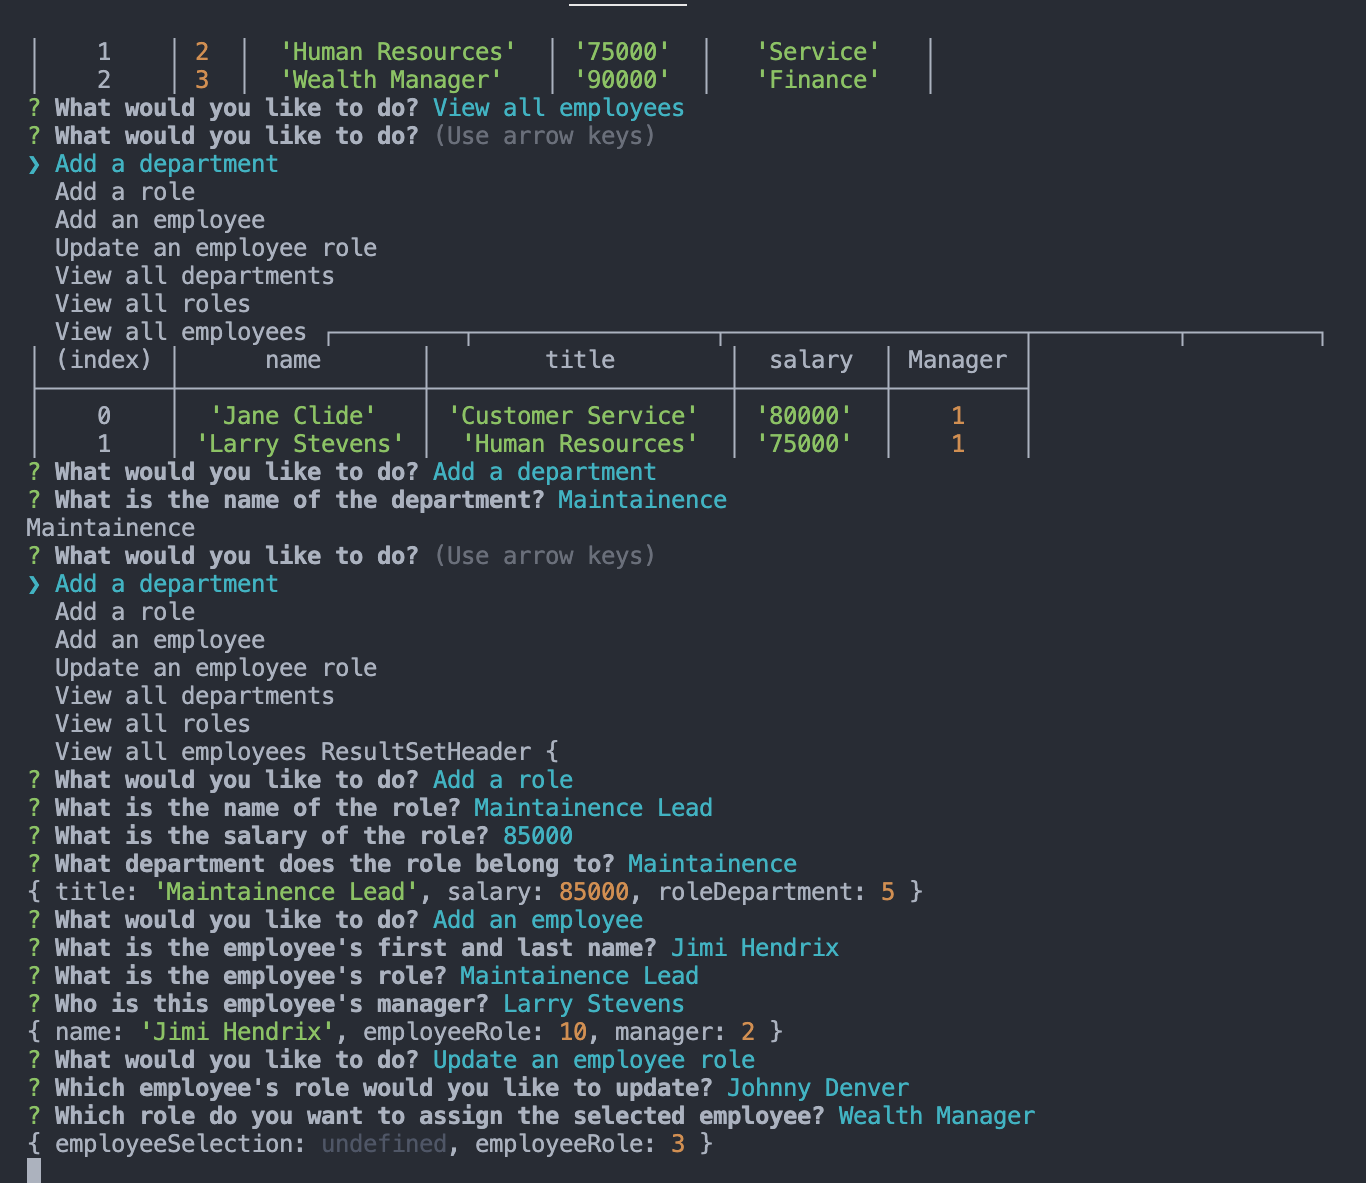 1 2 'Human Resources' '75000' 'Service'
2 3 'Wealth Manager' '90000' 'Finance'
? What would you like to do? View all employees
? What would you like to do? (Use arrow keys)
❯ Add a department
Add a role
Add an employee
Update an employee role
View all departments
View all roles
View all employees
(index) name title salary Manager
0 'Jane Clide' 'Customer Service' '80000' 1
1 'Larry Stevens' 'Human Resources' '75000' 1
? What would you like to do? Add a department
? What is the name of the department? Maintainence
Maintainence
? What would you like to do? (Use arrow keys)
❯ Add a department
Add a role
Add an employee
Update an employee role
View all departments
View all roles
View all employees ResultSetHeader {
? What would you like to do? Add a role
? What is the name of the role? Maintainence Lead
? What is the salary of the role? 85000
? What department does the role belong to? Maintainence
{ title: 'Maintainence Lead', salary: 85000, roleDepartment: 5 }
? What would you like to do? Add an employee
? What is the employee's first and last name? Jimi Hendrix
? What is the employee's role? Maintainence Lead
? Who is this employee's manager? Larry Stevens
{ name: 'Jimi Hendrix', employeeRole: 10, manager: 2 }
? What would you like to do? Update an employee role
? Which employee's role would you like to update? Johnny Denver
? Which role do you want to assign the selected employee? Wealth Manager
{ employeeSelection: undefined, employeeRole: 3 }